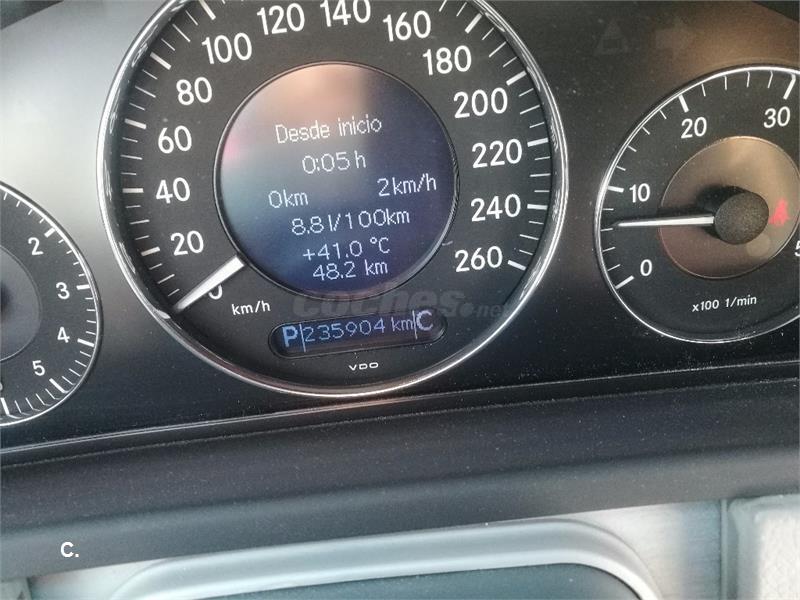 120 140
100 160
80 180
60 200
40 220
20 240
0 260
km/h
Desde inicio
0:05 h
0km 2km/h
8.8l/100km
+41.0 °C
48.2 km
P 235904 km C
VDO
2
3
4
5
0
10
20
30
x100 1/min
coches.net
C.